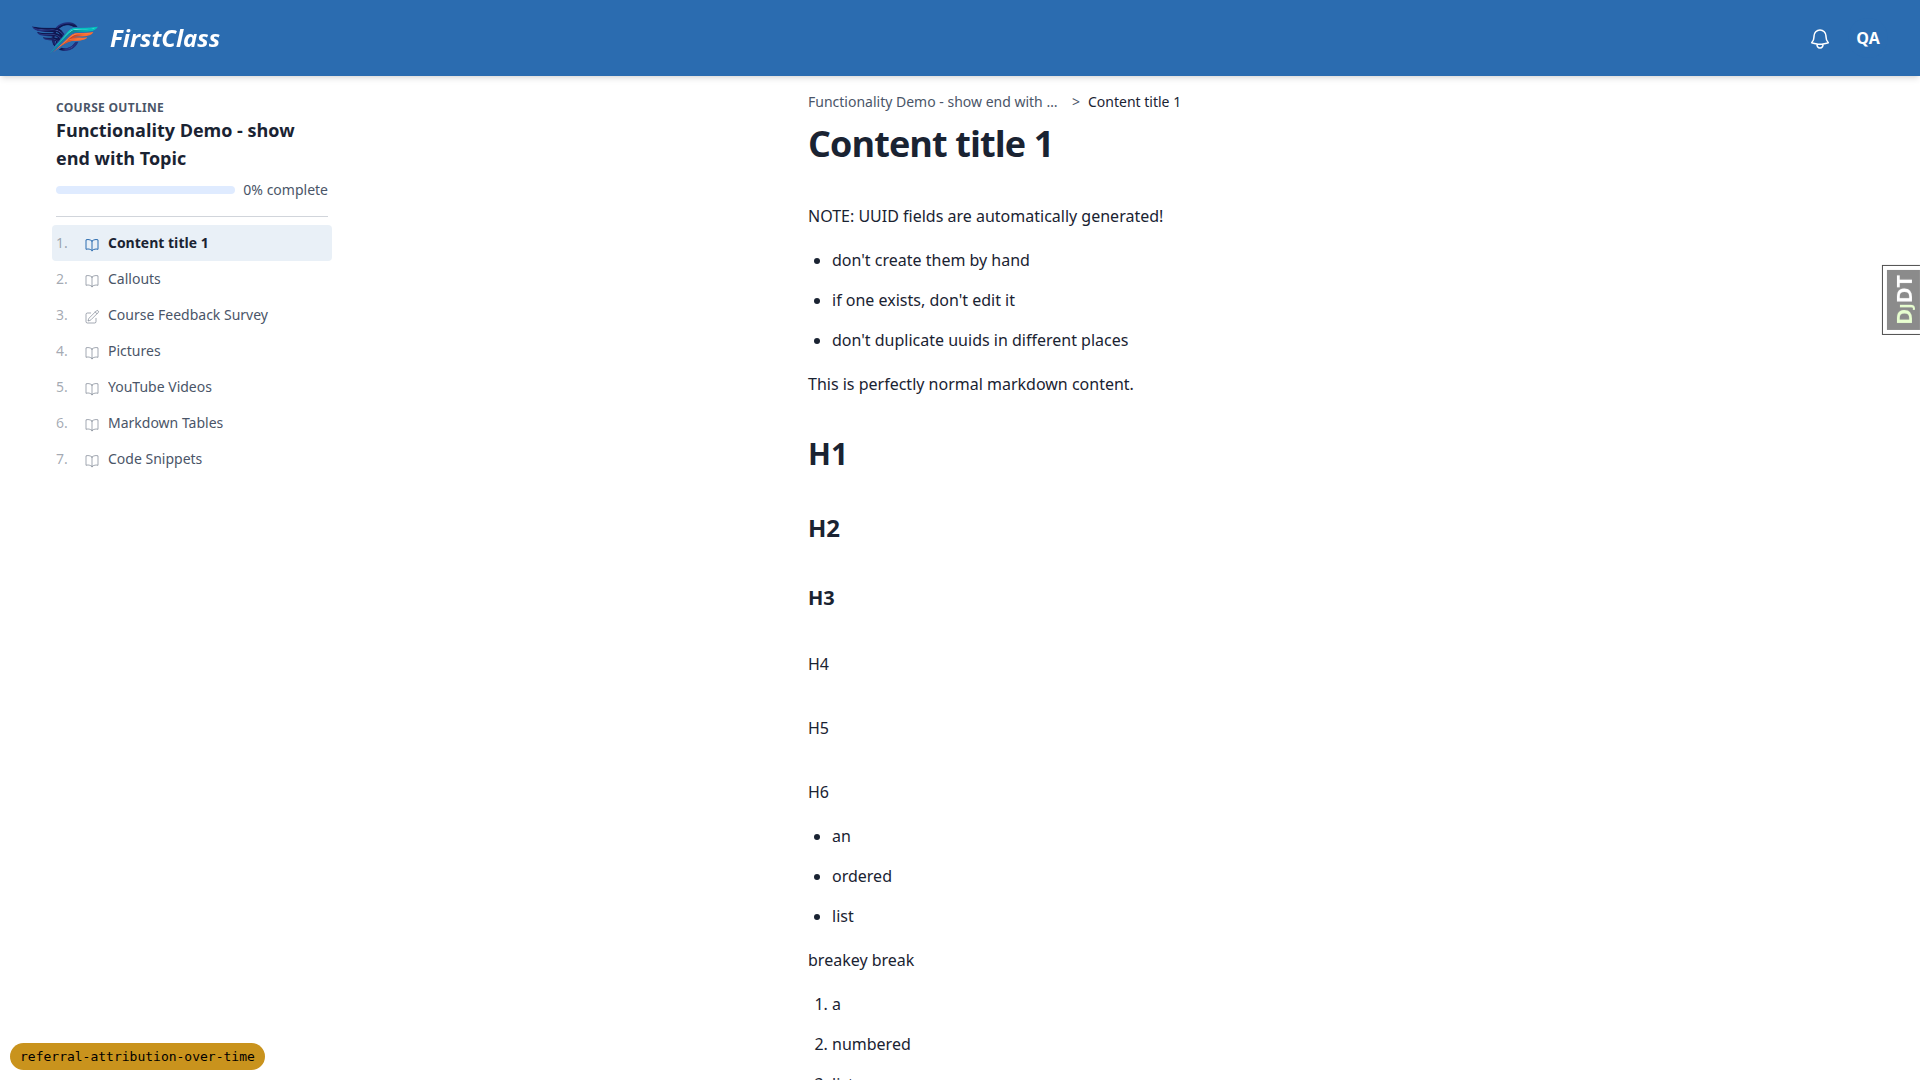 FirstClass
QA
COURSE OUTLINE
Functionality Demo - show
end with Topic
0% complete
1. Content title 1
2. Callouts
3. Course Feedback Survey
4. Pictures
5. YouTube Videos
6. Markdown Tables
7. Code Snippets
Functionality Demo - show end with ... > Content title 1
Content title 1
NOTE: UUID fields are automatically generated!
• don't create them by hand
• if one exists, don't edit it
• don't duplicate uuids in different places
This is perfectly normal markdown content.
H1
H2
H3
H4
H5
H6
• an
• ordered
• list
breakey break
1. a
2. numbered
DJDT
referral-attribution-over-time